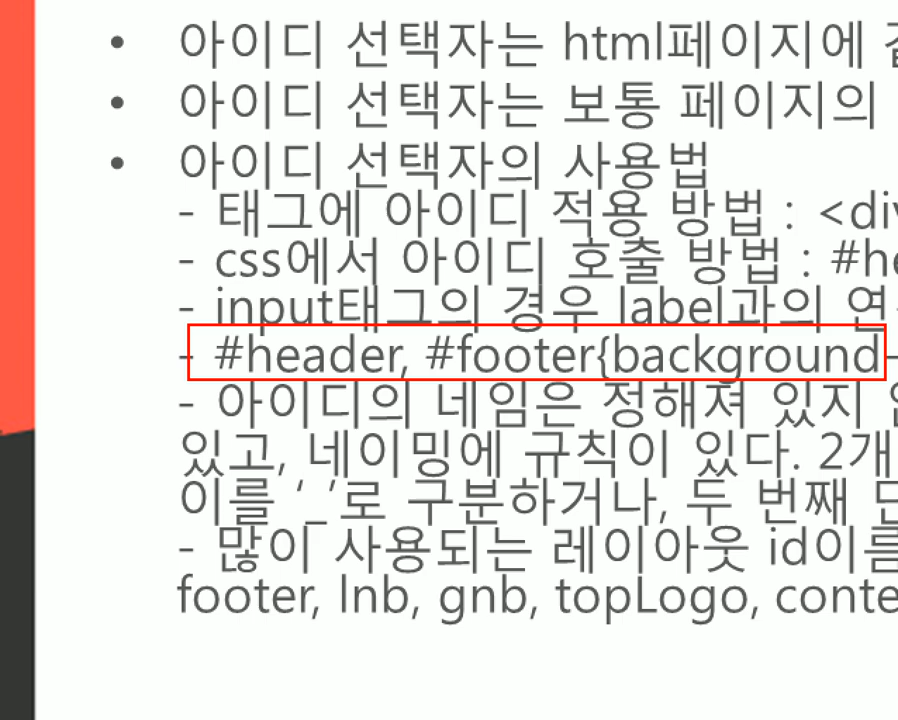 • 아이디 선택자는 html페이지에
• 아이디 선택자는 보통 페이지의
• 아이디 선택자의 사용법
- 태그에 아이디 적용 방법 : <div
- css에서 아이디 호출 방법 : #he
- input태그의 경우 label과의 연
- #header, #footer{background-
- 아이디의 네임은 정해져 있지
있고, 네이밍에 규칙이 있다. 2개
이를 ‘_’로 구분하거나, 두 번째 단
- 많이 사용되는 레이아웃 id이름
footer, lnb, gnb, topLogo, conte